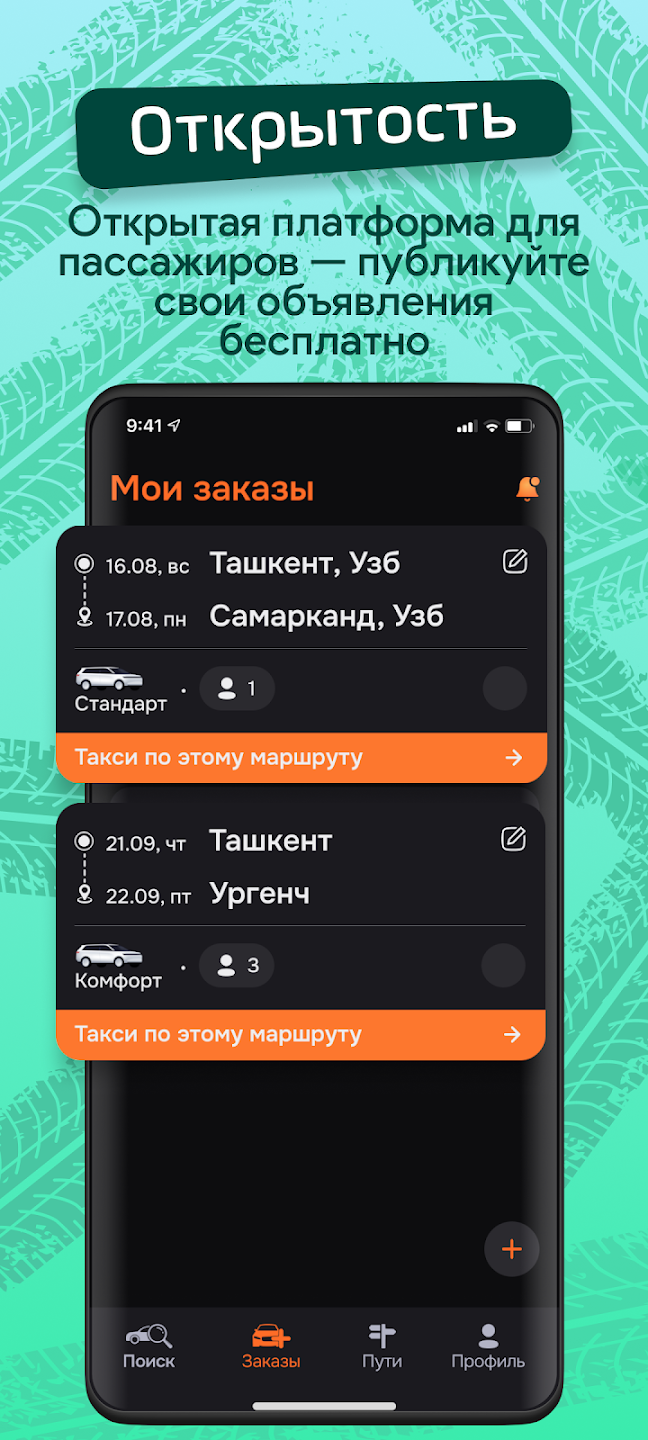 Открытость
Открытая платформа для
пассажиров — публикуйте
свои объявления
бесплатно
9:41
Мои заказы
16.08, вс Ташкент, Узб
17.08, пн Самарканд, Узб
Стандарт · 1
Такси по этому маршруту →
21.09, чт Ташкент
22.09, пт Ургенч
Комфорт · 3
Такси по этому маршруту →
+
Поиск Заказы Пути Профиль